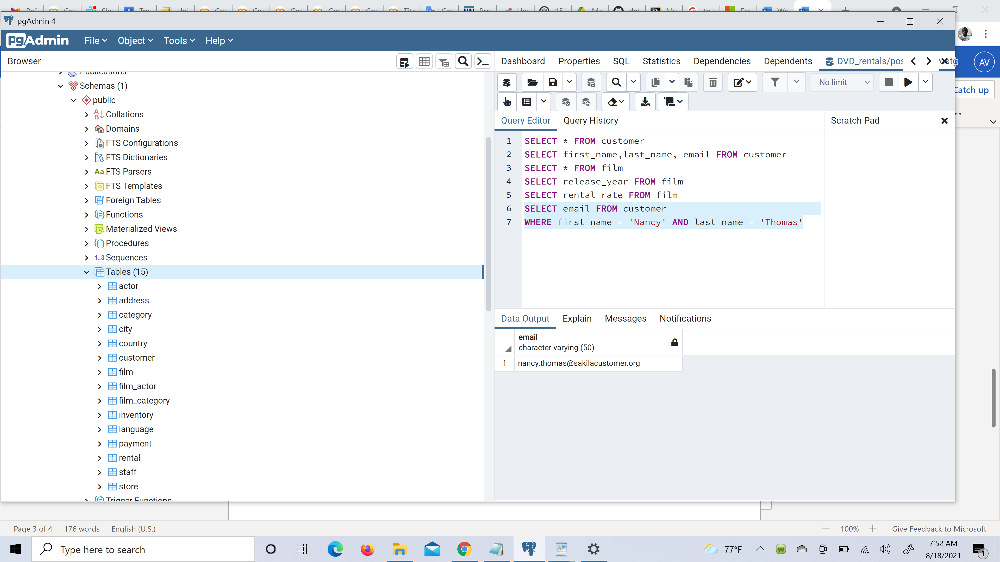 pgAdmin 4
pgAdmin File Object Tools Help
Browser
Dashboard Properties SQL Statistics Dependencies Dependents DVD_rentals/pos
AV
Publications
Schemas (1)
public
Collations
Domains
FTS Configurations
FTS Dictionaries
Aa FTS Parsers
FTS Templates
Foreign Tables
Functions
Materialized Views
Procedures
1..3 Sequences
Tables (15)
actor
address
category
city
country
customer
film
film_actor
film_category
inventory
language
payment
rental
staff
store
Trigger Functions
No limit
Catch up
Query Editor Query History
Scratch Pad
1 SELECT * FROM customer
2 SELECT first_name,last_name, email FROM customer
3 SELECT * FROM film
4 SELECT release_year FROM film
5 SELECT rental_rate FROM film
6 SELECT email FROM customer
7 WHERE first_name = 'Nancy' AND last_name = 'Thomas'
Data Output Explain Messages Notifications
email
character varying (50)
1 nancy.thomas@sakilacustomer.org
Page 3 of 4 176 words English (U.S.)
100% Give Feedback to Microsoft
Type here to search
77°F
7:52 AM
8/18/2021
1